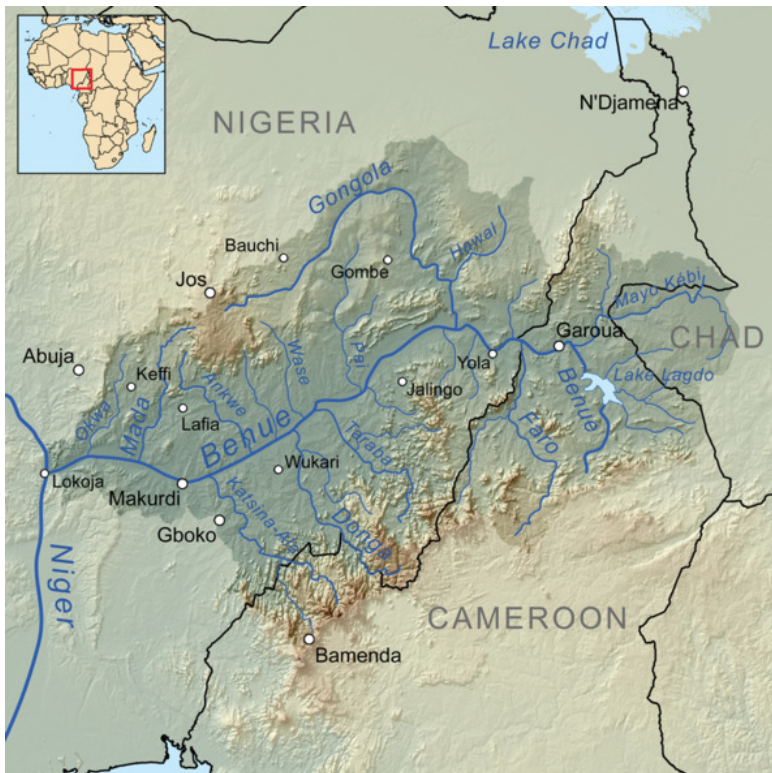 Lake Chad
N'Djamena
NIGERIA
Gongola
Hawal
Bauchi
Gombe
Jos
Mayo Kébi
Garoua
CHAD
Abuja
Keffi
Wase
Pai
Yola
Lake Lagdo
Jalingo
Benue
Okwa
Mada
Ankwe
Lafia
Benue
Taraba
Faro
Lokoja
Wukari
Makurdi
Katsina-Ala
Gboko
Donga
Niger
CAMEROON
Bamenda